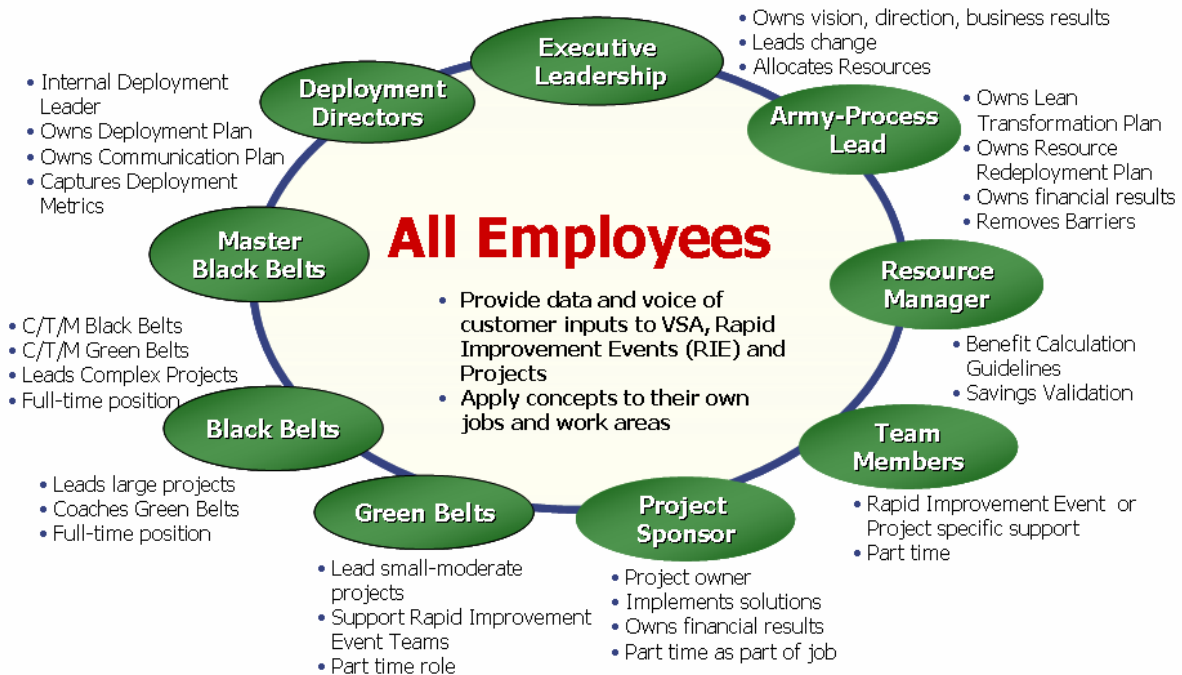 Executive
Leadership
• Owns vision, direction, business results
• Leads change
• Allocates Resources
Army-Process
Lead
• Owns Lean
Transformation Plan
• Owns Resource
Redeployment Plan
• Owns financial results
• Removes Barriers
Resource
Manager
• Benefit Calculation
Guidelines
• Savings Validation
Team
Members
• Rapid Improvement Event or
Project specific support
• Part time
Project
Sponsor
• Project owner
• Implements solutions
• Owns financial results
• Part time as part of job
Green Belts
• Lead small-moderate
projects
• Support Rapid Improvement
Event Teams
• Part time role
Black Belts
• Leads large projects
• Coaches Green Belts
• Full-time position
Master
Black Belts
• C/T/M Black Belts
• C/T/M Green Belts
• Leads Complex Projects
• Full-time position
Deployment
Directors
• Internal Deployment
Leader
• Owns Deployment Plan
• Owns Communication Plan
• Captures Deployment
Metrics
All Employees
• Provide data and voice of
customer inputs to VSA, Rapid
Improvement Events (RIE) and
Projects
• Apply concepts to their own
jobs and work areas